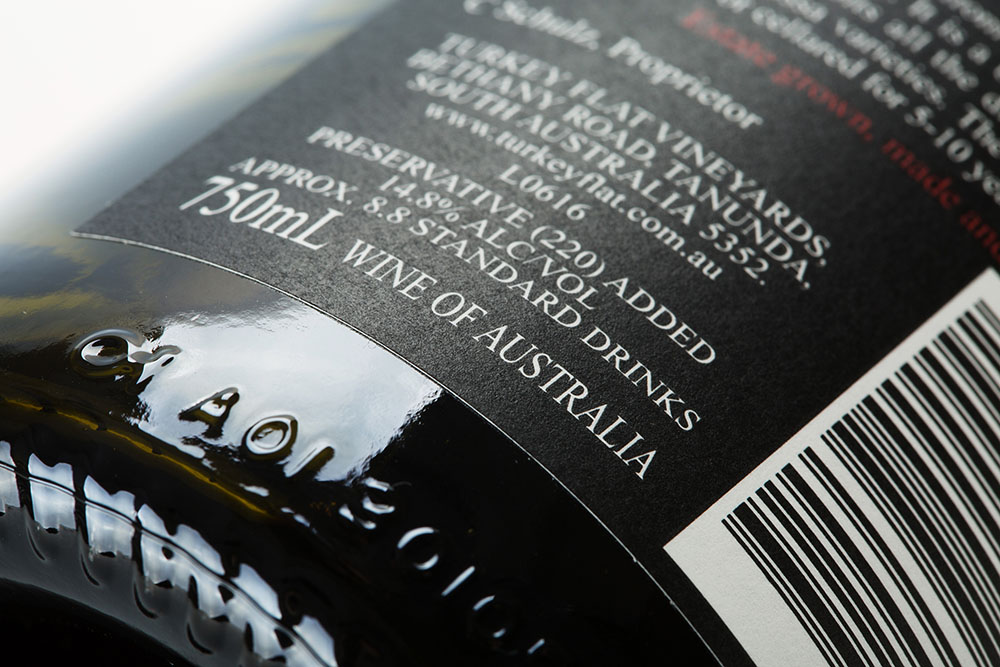 It is a
varieties.
all the
The
cellared for 5-10
Estate grown, made and
C Schulz, Proprietor
TURKEY FLAT VINEYARDS,
BETHANY ROAD, TANUNDA,
SOUTH AUSTRALIA 5352.
www.turkeyflat.com.au
L0616
PRESERVATIVE (220) ADDED
14.8% ALC/VOL
APPROX. 8.8 STANDARD DRINKS
750mL WINE OF AUSTRALIA